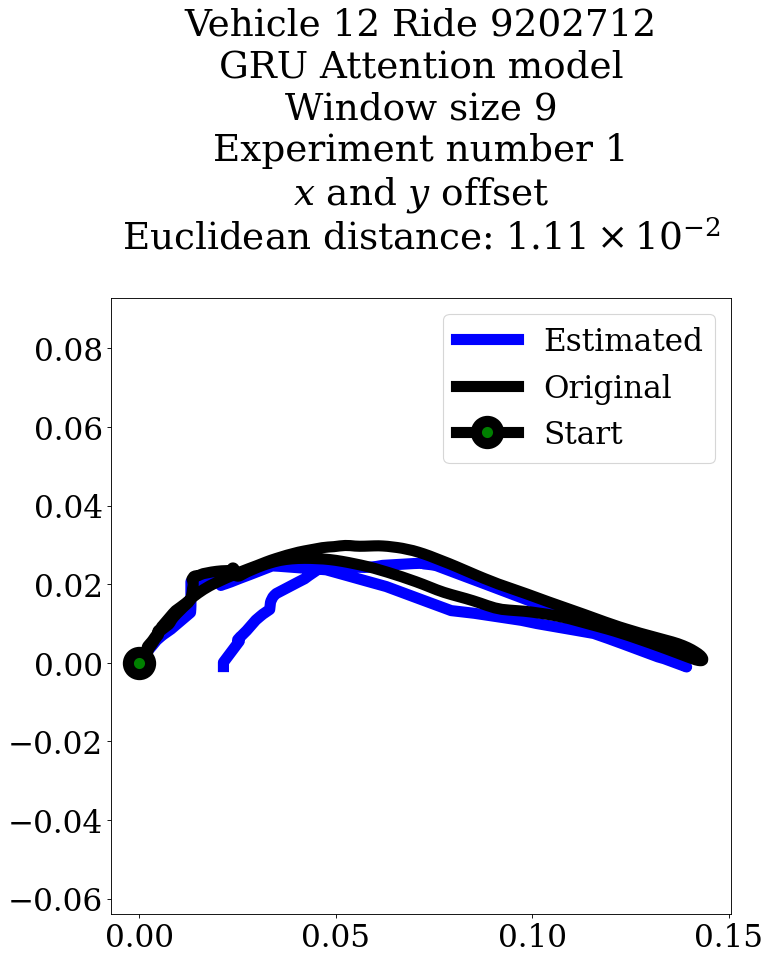 Vehicle 12 Ride 9202712
GRU Attention model
Window size 9
Experiment number 1
x and y offset
Euclidean distance: 1.11 × 10⁻²
Estimated
Original
Start
0.08
0.06
0.04
0.02
0.00
−0.02
−0.04
−0.06
0.00 0.05 0.10 0.15